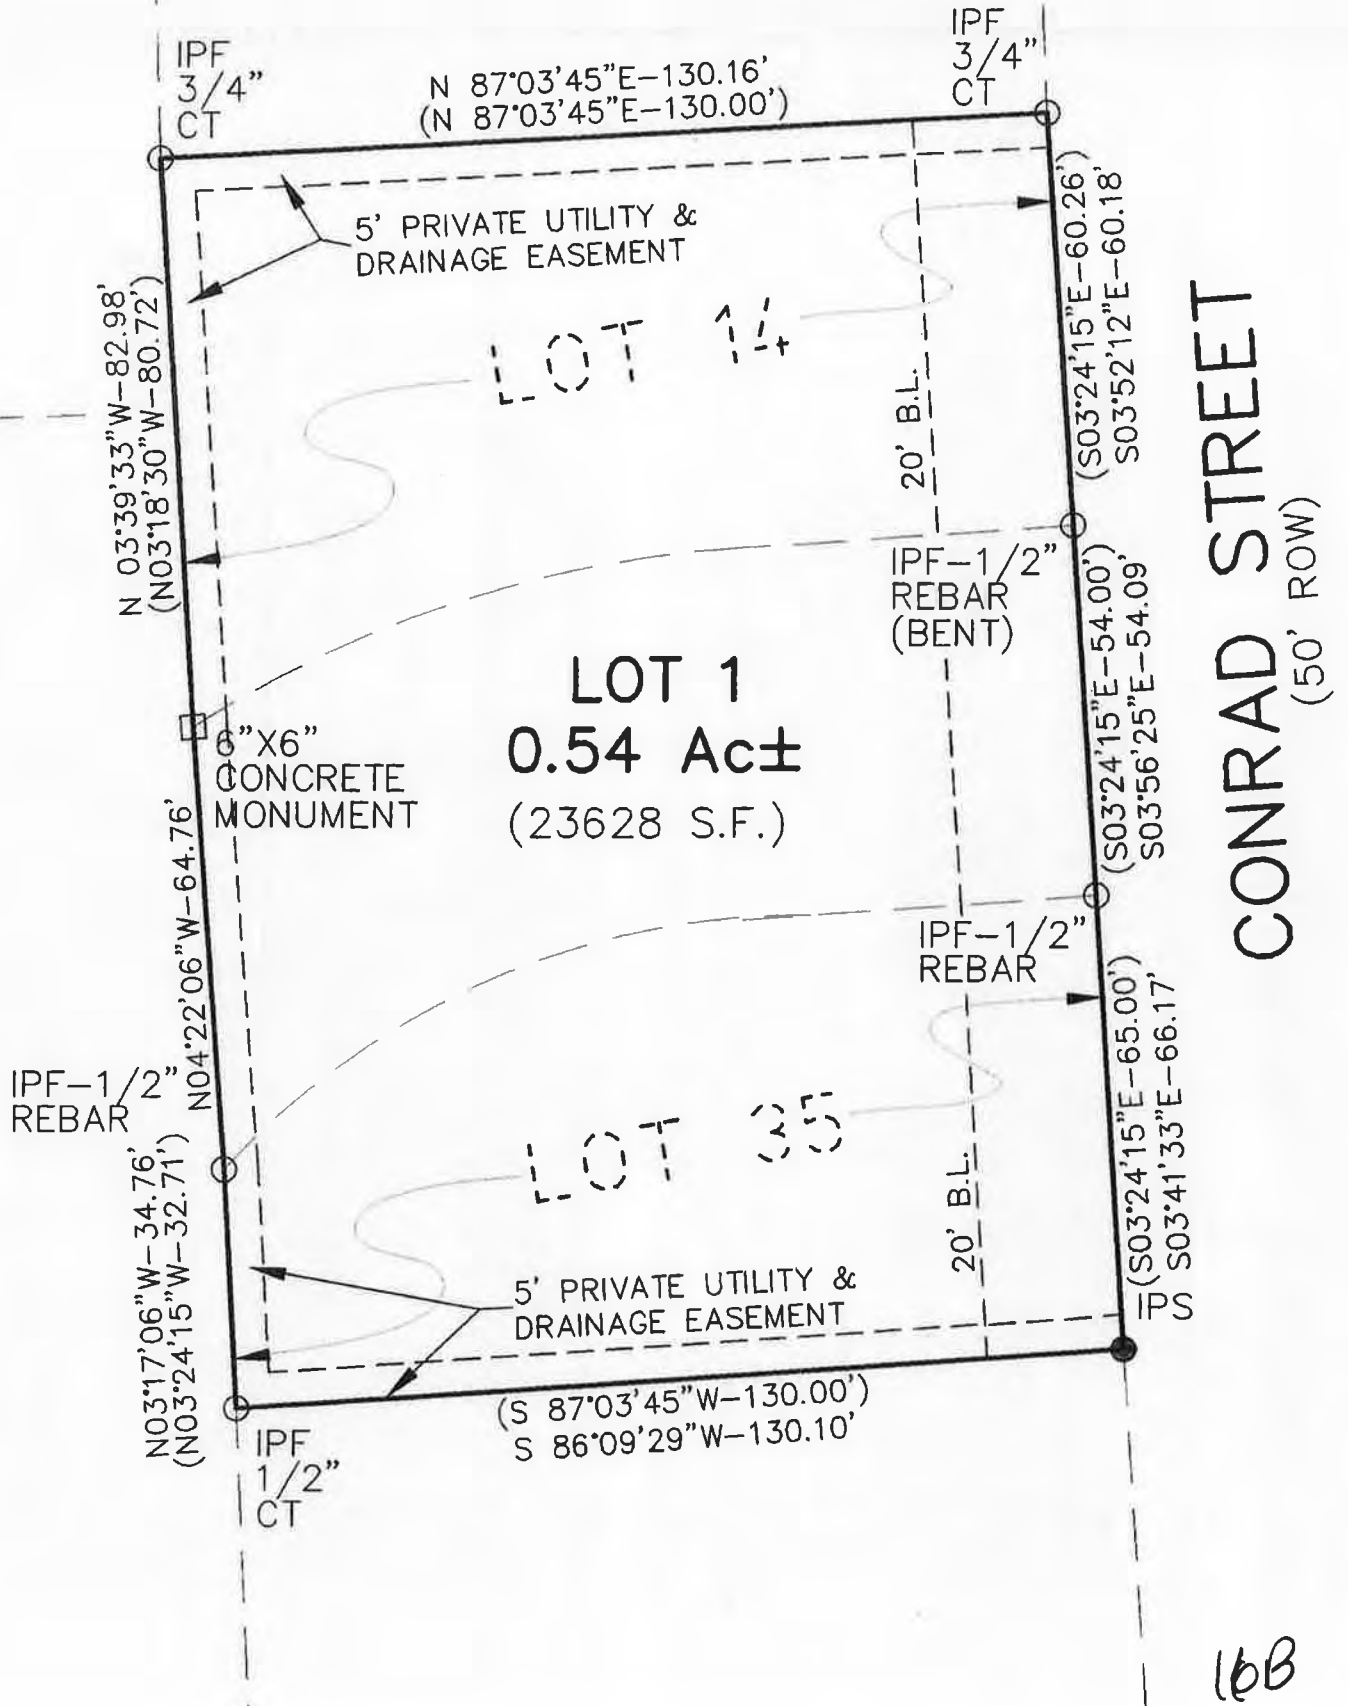 IPF
3/4"
CT
N 87°03'45"E-130.16'
(N 87°03'45"E-130.00')
IPF
3/4"
CT
5' PRIVATE UTILITY &
DRAINAGE EASEMENT
LOT 14
20' B.L.
(S03°24'15"E-60.26')
S03°52'12"E-60.18'
N 03°39'33"W-82.98'
(N03°18'30"W-80.72')
IPF-1/2"
REBAR
(BENT)
CONRAD STREET
(50' ROW)
LOT 1
0.54 Ac±
(23628 S.F.)
6"X6"
CONCRETE
MONUMENT
(S03°24'15"E-54.00')
S03°56'25"E-54.09'
N04°22'06"W-64.76'
IPF-1/2"
REBAR
IPF-1/2"
REBAR
LOT 35
20' B.L.
(S03°24'15"E-65.00')
S03°41'33"E-66.17'
N03°17'06"W-34.76'
(N03°24'15"W-32.71')
5' PRIVATE UTILITY &
DRAINAGE EASEMENT
IPS
(S 87°03'45"W-130.00')
S 86°09'29"W-130.10'
IPF
1/2"
CT
16B